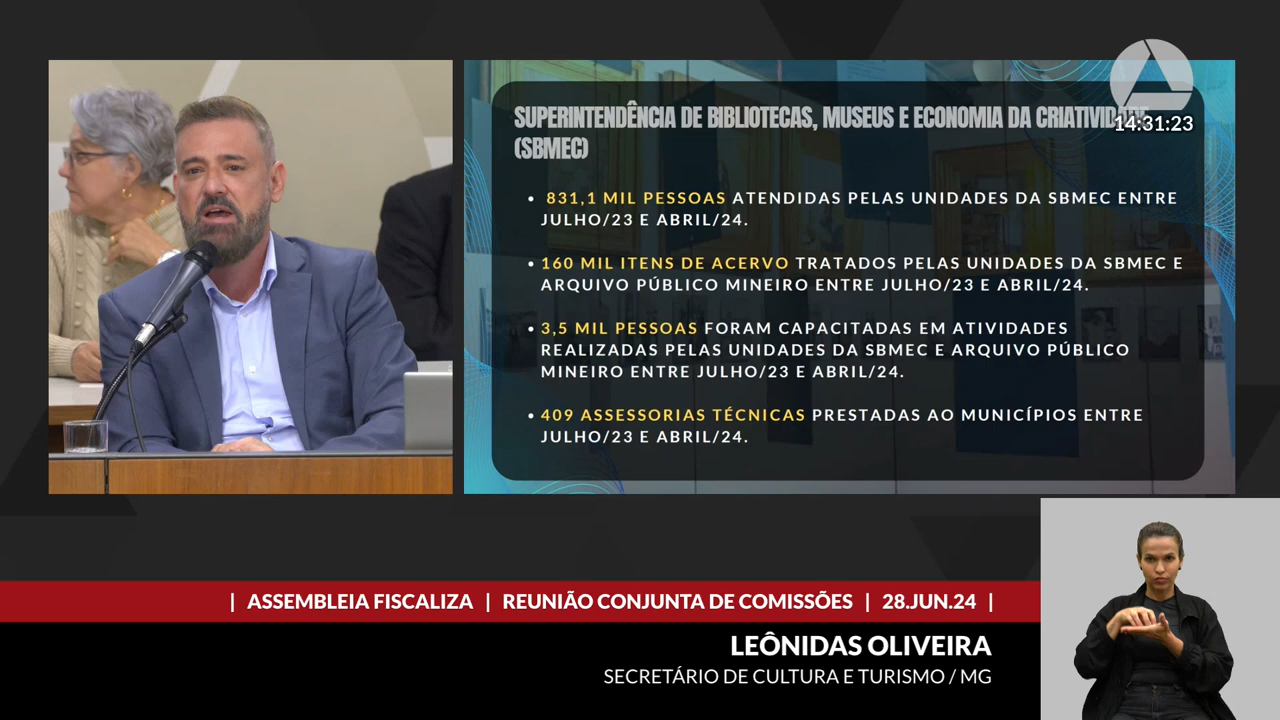 SUPERINTENDÊNCIA DE BIBLIOTECAS, MUSEUS E ECONOMIA DA CRIATIVIDADE
(SBMEC)
14:31:23
• 831,1 MIL PESSOAS ATENDIDAS PELAS UNIDADES DA SBMEC ENTRE
JULHO/23 E ABRIL/24.
• 160 MIL ITENS DE ACERVO TRATADOS PELAS UNIDADES DA SBMEC E
ARQUIVO PÚBLICO MINEIRO ENTRE JULHO/23 E ABRIL/24.
• 3,5 MIL PESSOAS FORAM CAPACITADAS EM ATIVIDADES
REALIZADAS PELAS UNIDADES DA SBMEC E ARQUIVO PÚBLICO
MINEIRO ENTRE JULHO/23 E ABRIL/24.
• 409 ASSESSORIAS TÉCNICAS PRESTADAS AO MUNICÍPIOS ENTRE
JULHO/23 E ABRIL/24.
| ASSEMBLEIA FISCALIZA | REUNIÃO CONJUNTA DE COMISSÕES | 28.JUN.24 |
LEÔNIDAS OLIVEIRA
SECRETÁRIO DE CULTURA E TURISMO / MG